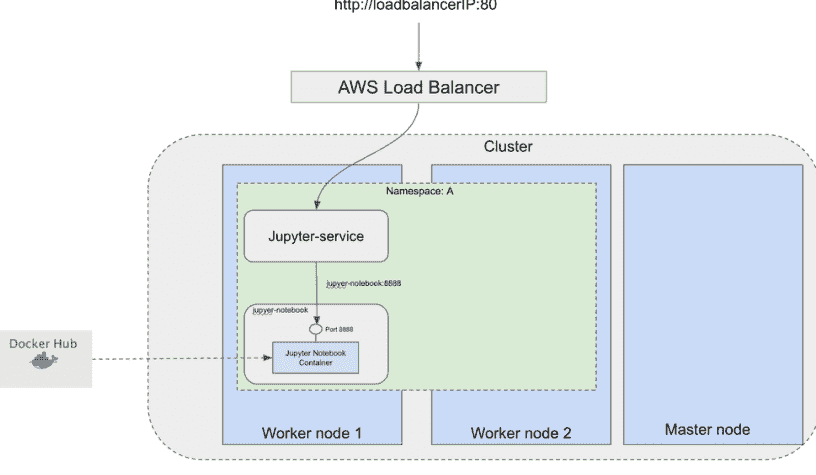 http://loadbalancerIP:80
AWS Load Balancer
Cluster
Namespace: A
Jupyter-service
jupyer-notebook:8888
jupyer-notebook
Port 8888
Docker Hub
Jupyter Notebook
Container
Worker node 1
Worker node 2
Master node